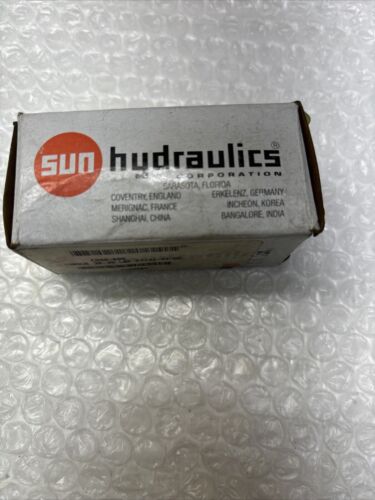 sun hydraulics®
CORPORATION
SARASOTA, FLORIDA
COVENTRY, ENGLAND ERKELENZ, GERMANY
MERIGNAC, FRANCE INCHEON, KOREA
SHANGHAI, CHINA BANGALORE, INDIA